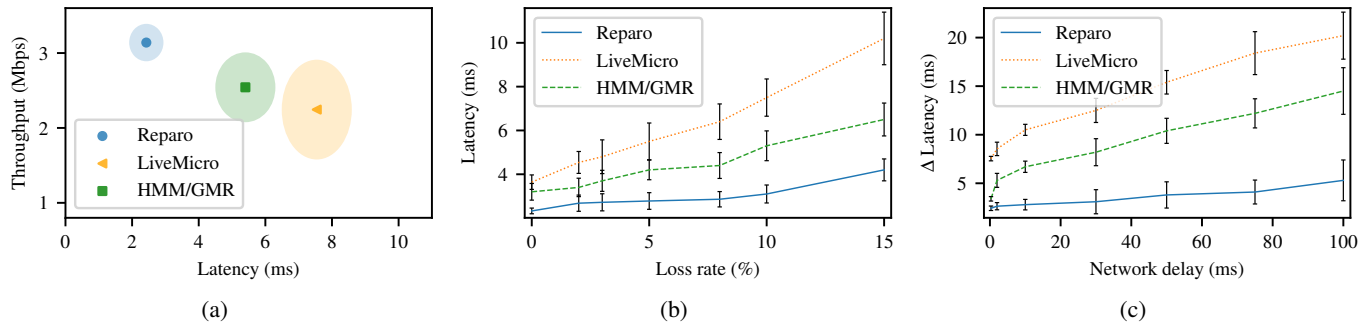 Throughput (Mbps)
3
2
1
Reparo
LiveMicro
HMM/GMR
0
2
4
6
8
10
Latency (ms)
(a)
Latency
(ms)
10
8
6
4
Reparo
LiveMicro
HMM/GMR
0
5
10
15
Loss rate (%)
(b)
Δ Latency (ms)
20
15
10
5
Reparo
LiveMicro
HMM/GMR
0
20
40
60
80
100
Network delay (ms)
(c)